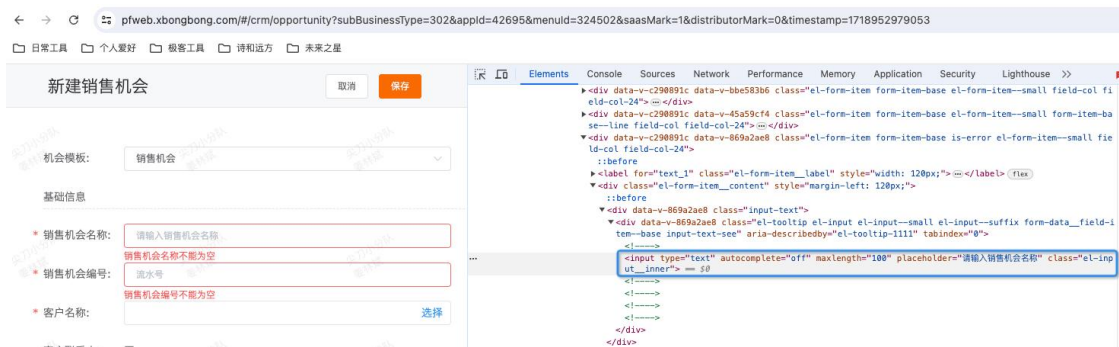 pfweb.xbongbong.com/#/crm/opportunity?subBusinessType=302&appId=42695&menuId=324502&saasMark=1&distributorMark=0&timestamp=1718952979053
日常工具 个人爱好 极客工具 诗和远方 未来之星
新建销售机会 取消 保存
机会模板: 销售机会
基础信息
* 销售机会名称: 请输入销售机会名称
销售机会名称不能为空
* 销售机会编号: 流水号
销售机会编号不能为空
* 客户名称: 选择
Elements Console Sources Network Performance Memory Application Security Lighthouse
▶<div data-v-c290891c data-v-bbe583b6 class="el-form-item form-item-base el-form-item--small field-col fi
eld-col-24">…</div>
▶<div data-v-c290891c data-v-45a59cf4 class="el-form-item el-form-item--small form-item-ba
se--line field-col field-col-24">…</div>
▼<div data-v-c290891c data-v-869a2ae8 class="el-form-item form-item-base is-error el-form-item--small fie
ld-col field-col-24">
::before
▶<label for="text_1" class="el-form-item__label" style="width: 120px;">…</label> flex
▼<div class="el-form-item__content" style="margin-left: 120px;">
::before
▼<div data-v-869a2ae8 class="input-text">
▼<div data-v-869a2ae8 class="el-tooltip el-input el-input--small el-input--suffix form-data__field-i
tem--base input-text-see" aria-describedby="el-tooltip-1111" tabindex="0">
<!---->
… <input type="text" autocomplete="off" maxlength="100" placeholder="请输入销售机会名称" class="el-inp
ut__inner"> == $0
<!---->
<!---->
<!---->
<!---->
</div>
</div>